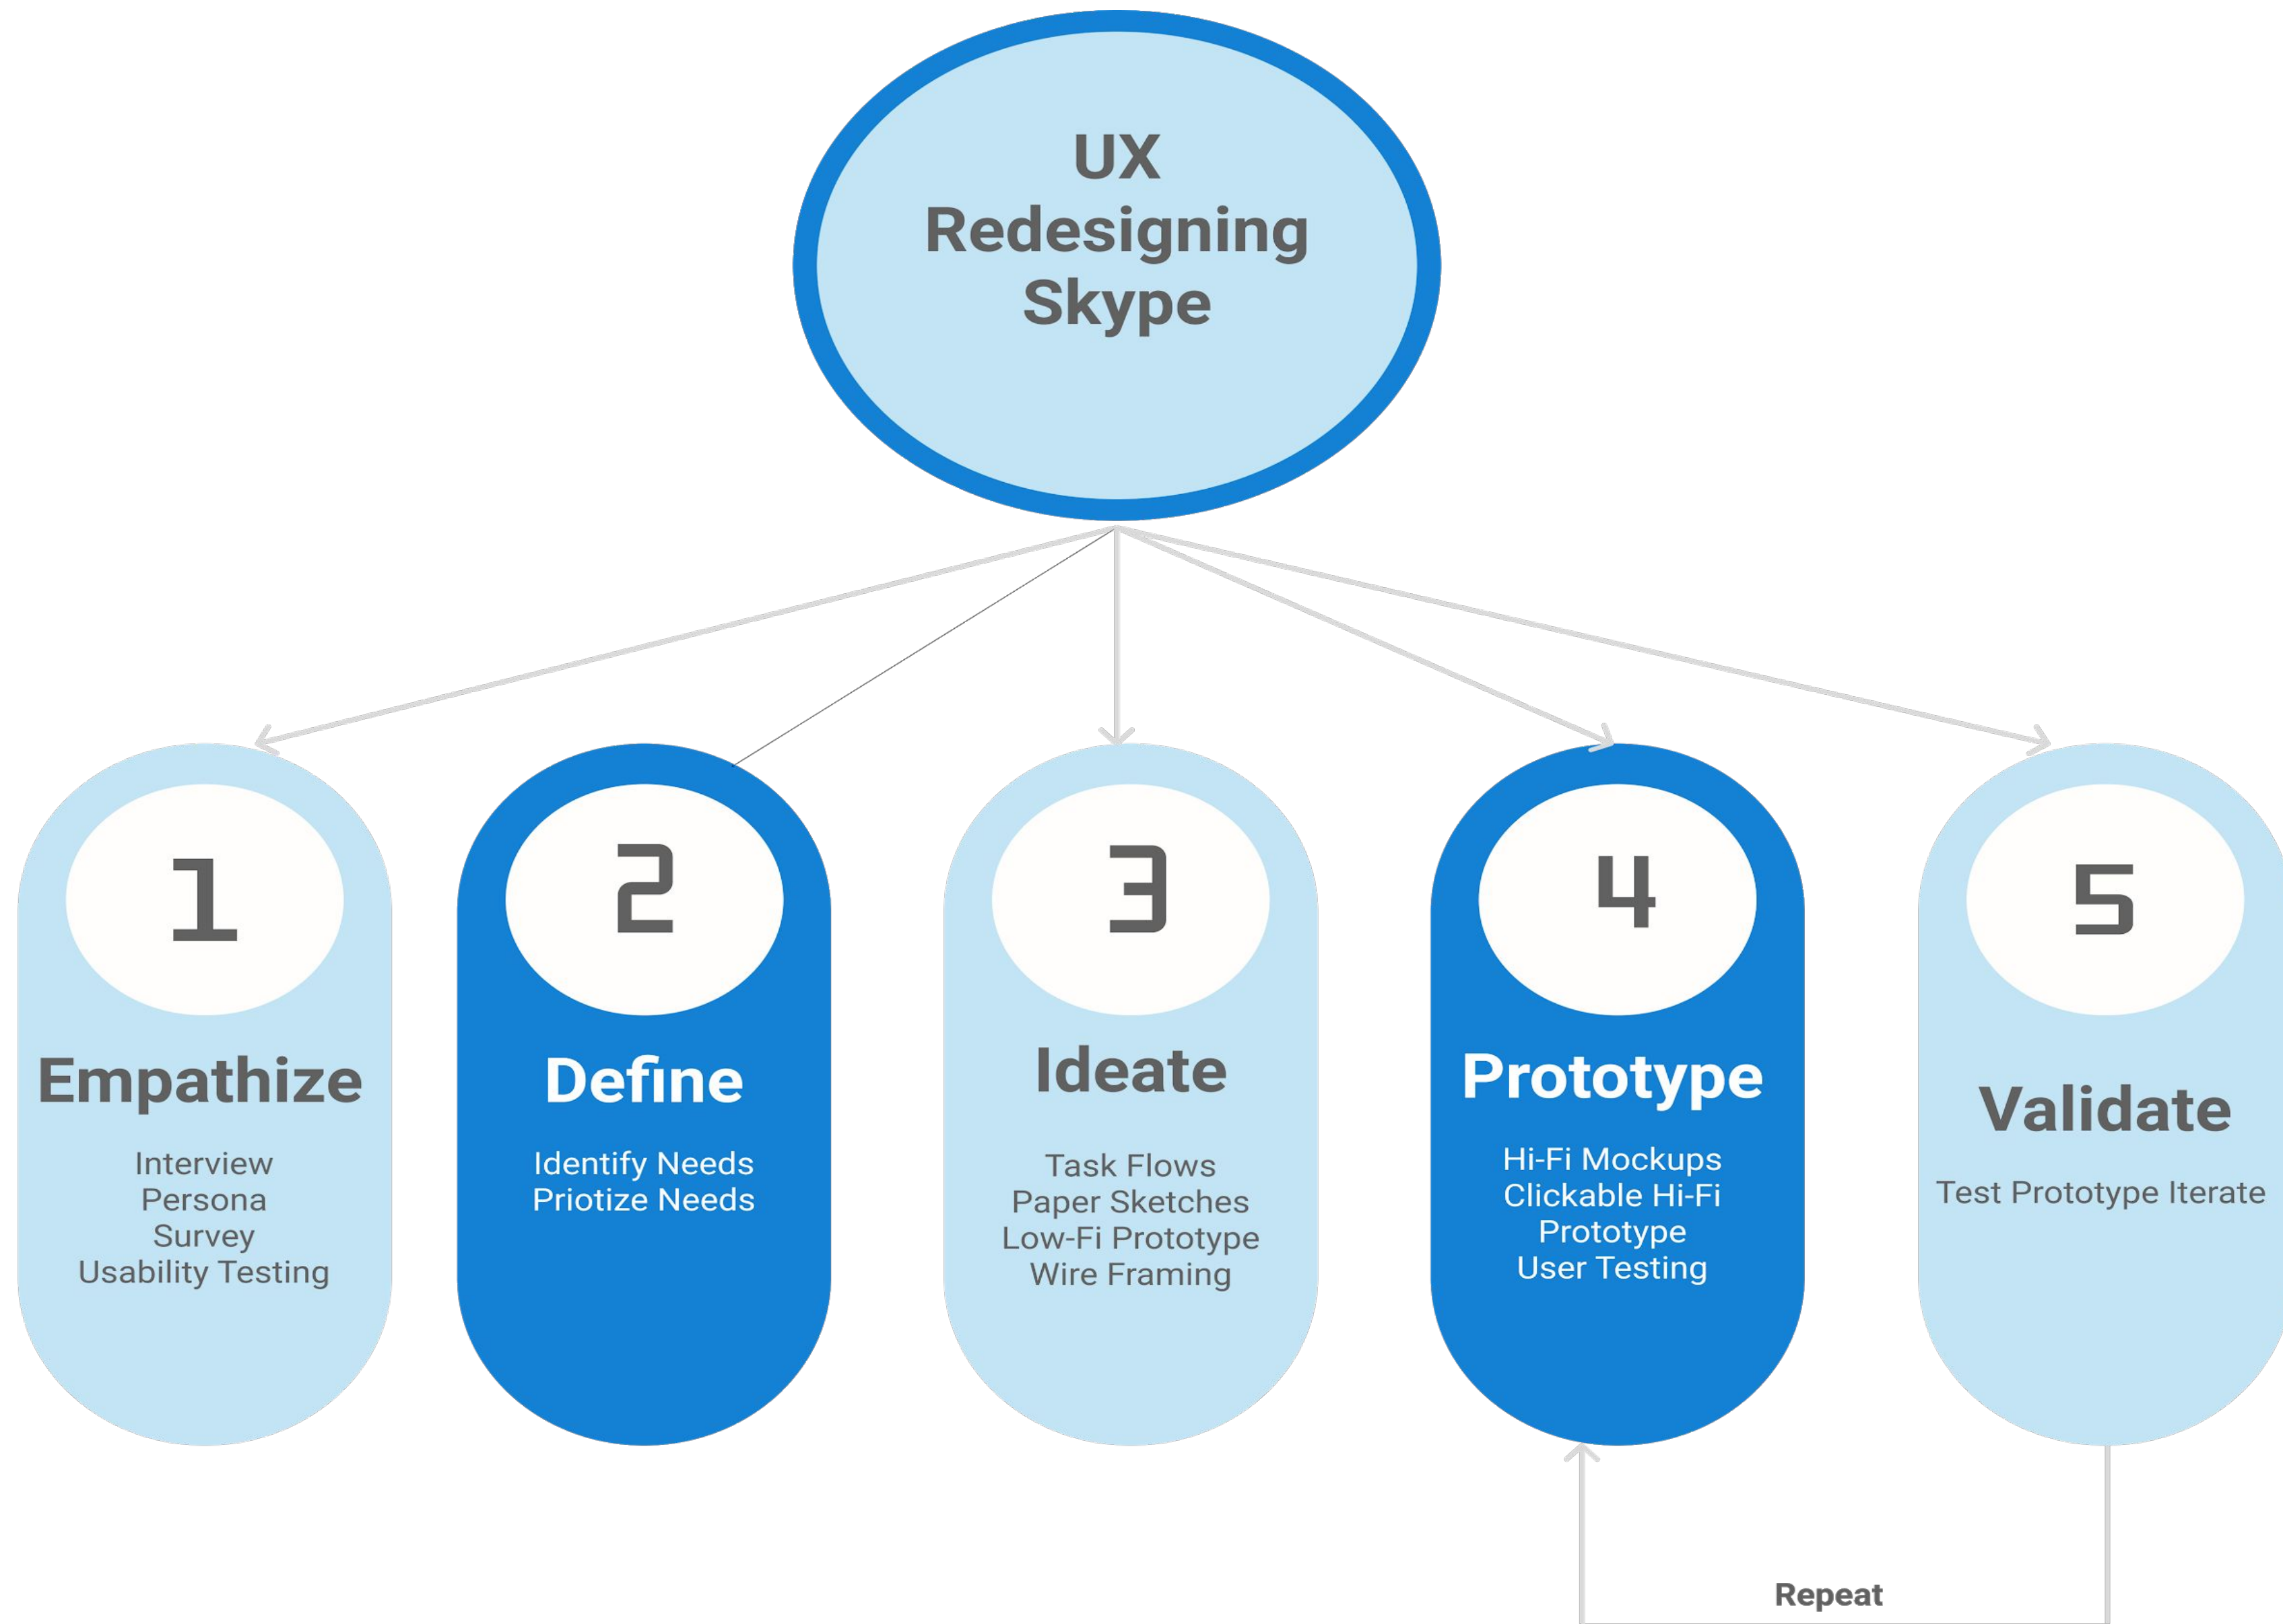 UX
Redesigning
Skype
1
Empathize
Interview
Persona
Survey
Usability Testing
2
Define
Identify Needs
Priotize Needs
3
Ideate
Task Flows
Paper Sketches
Low-Fi Prototype
Wire Framing
4
Prototype
Hi-Fi Mockups
Clickable Hi-Fi
Prototype
User Testing
5
Validate
Test Prototype Iterate
Repeat